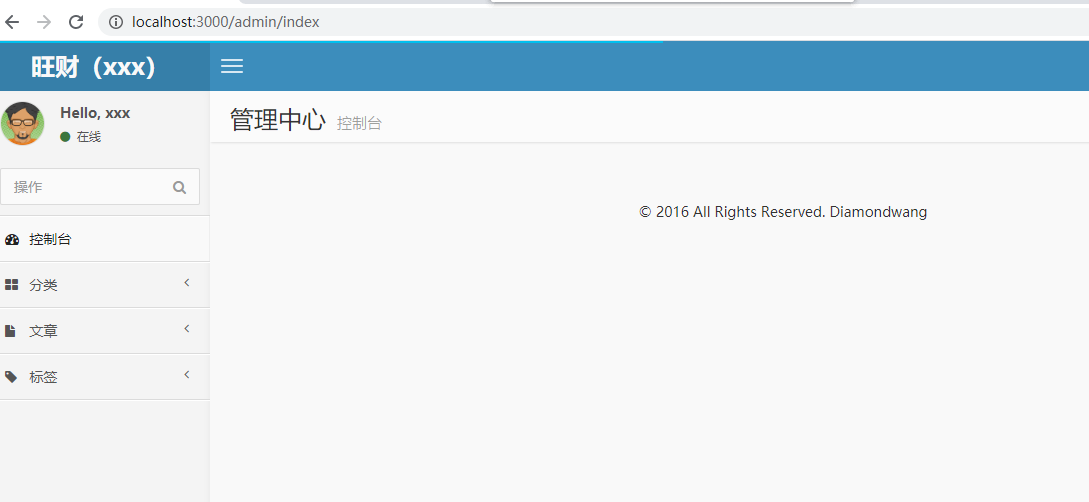 localhost:3000/admin/index
旺财（xxx）
Hello, xxx
在线
操作
控制台
分类
文章
标签
管理中心 控制台
© 2016 All Rights Reserved. Diamondwang